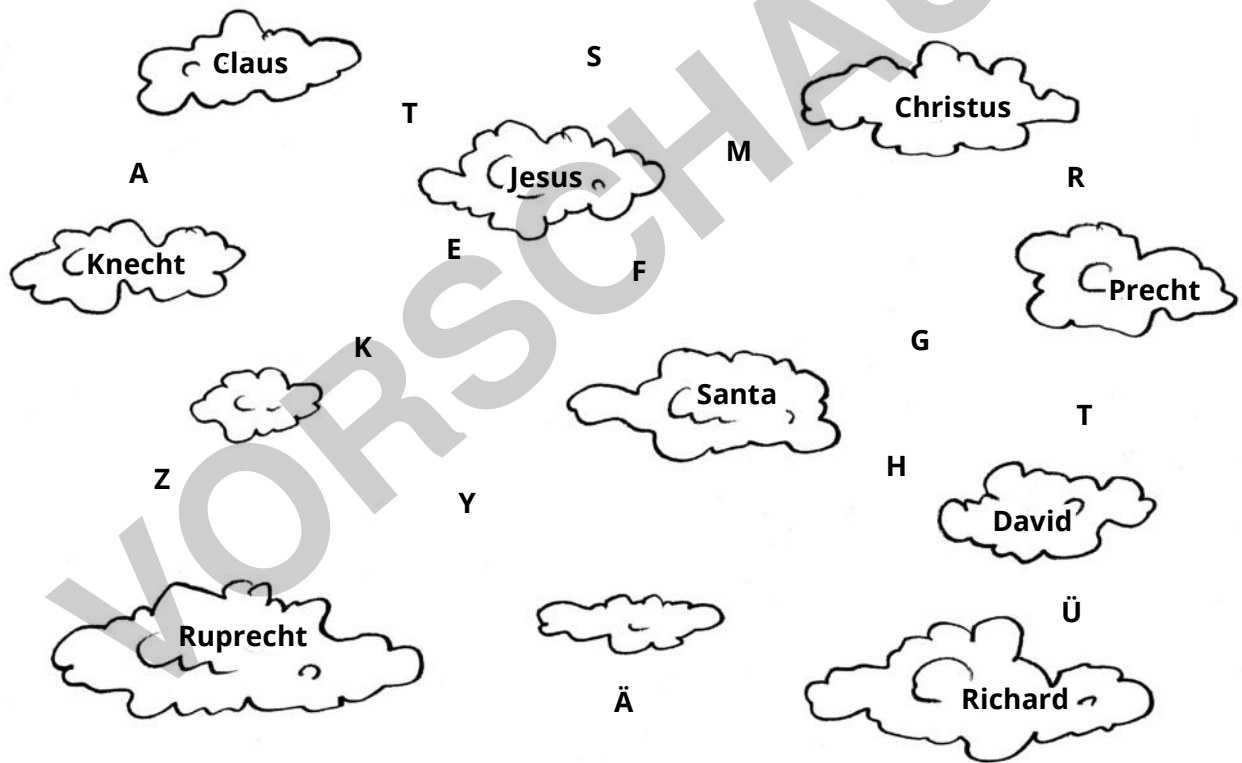 Claus
S
Christus
T
M
A
Jesus
R
E
Knecht
F
Precht
K
G
Santa
T
H
Z
Y
David
Ü
Ruprecht
Ä
Richard
VORSCHAU